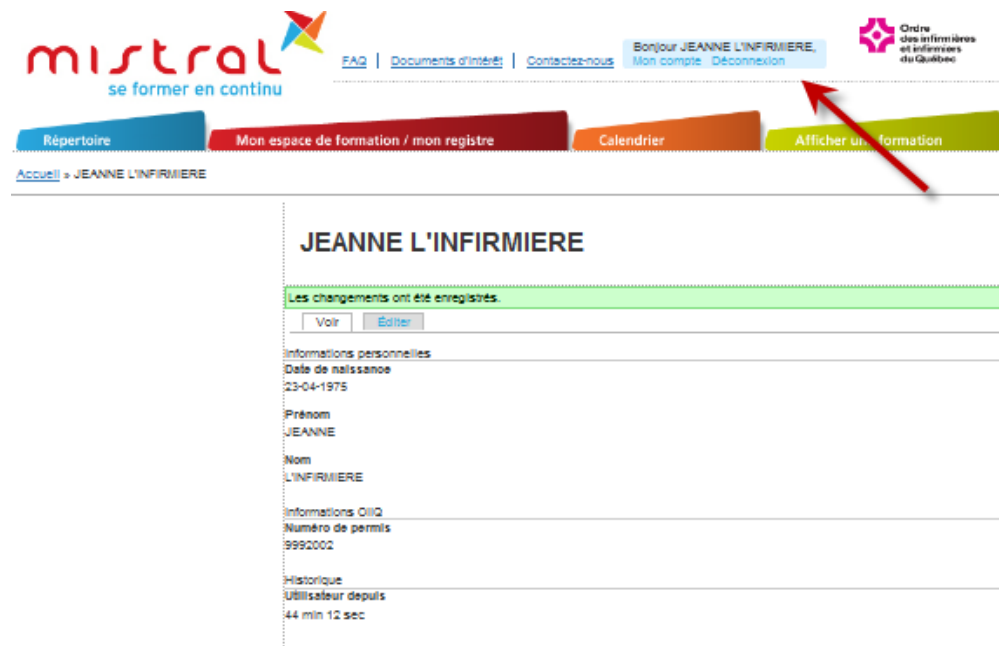 mistral
se former en continu
FAQ | Documents d'intérêt | Contactez-nous
Bonjour JEANNE L'INFIRMIERE,
Mon compte Déconnexion
Ordre
des infirmières
et infirmiers
du Québec
Répertoire
Mon espace de formation / mon registre
Calendrier
Afficher une formation
Accueil » JEANNE L'INFIRMIERE
JEANNE L'INFIRMIERE
Les changements ont été enregistrés.
Voir
Éditer
Informations personnelles
Date de naissance
23-04-1975
Prénom
JEANNE
Nom
L'INFIRMIERE
Informations OIIQ
Numéro de permis
9992002
Historique
Utilisateur depuis
44 min 12 sec